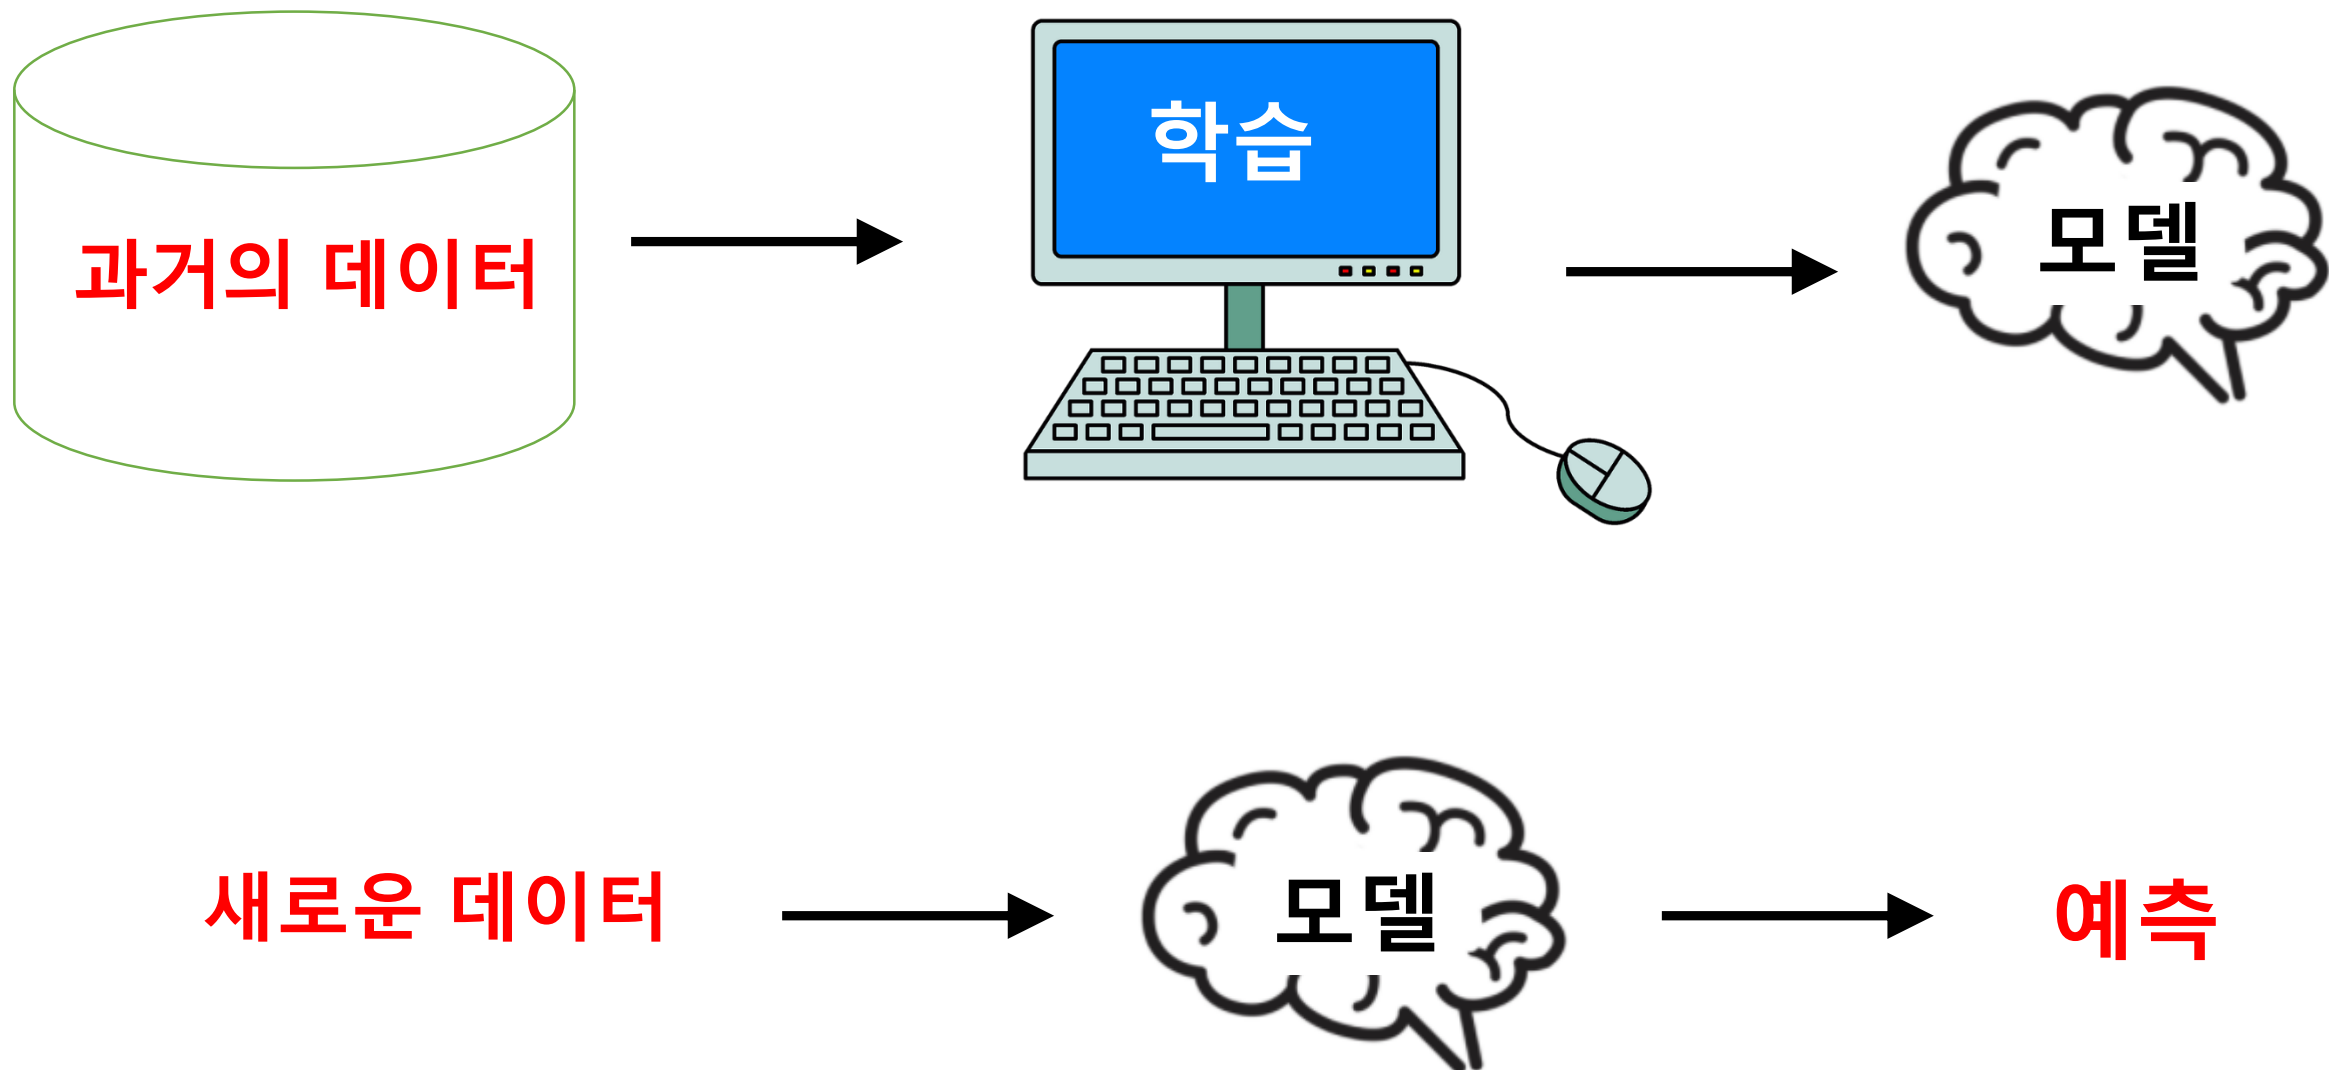 과거의 데이터
학습
모델
새로운 데이터
모델
예측